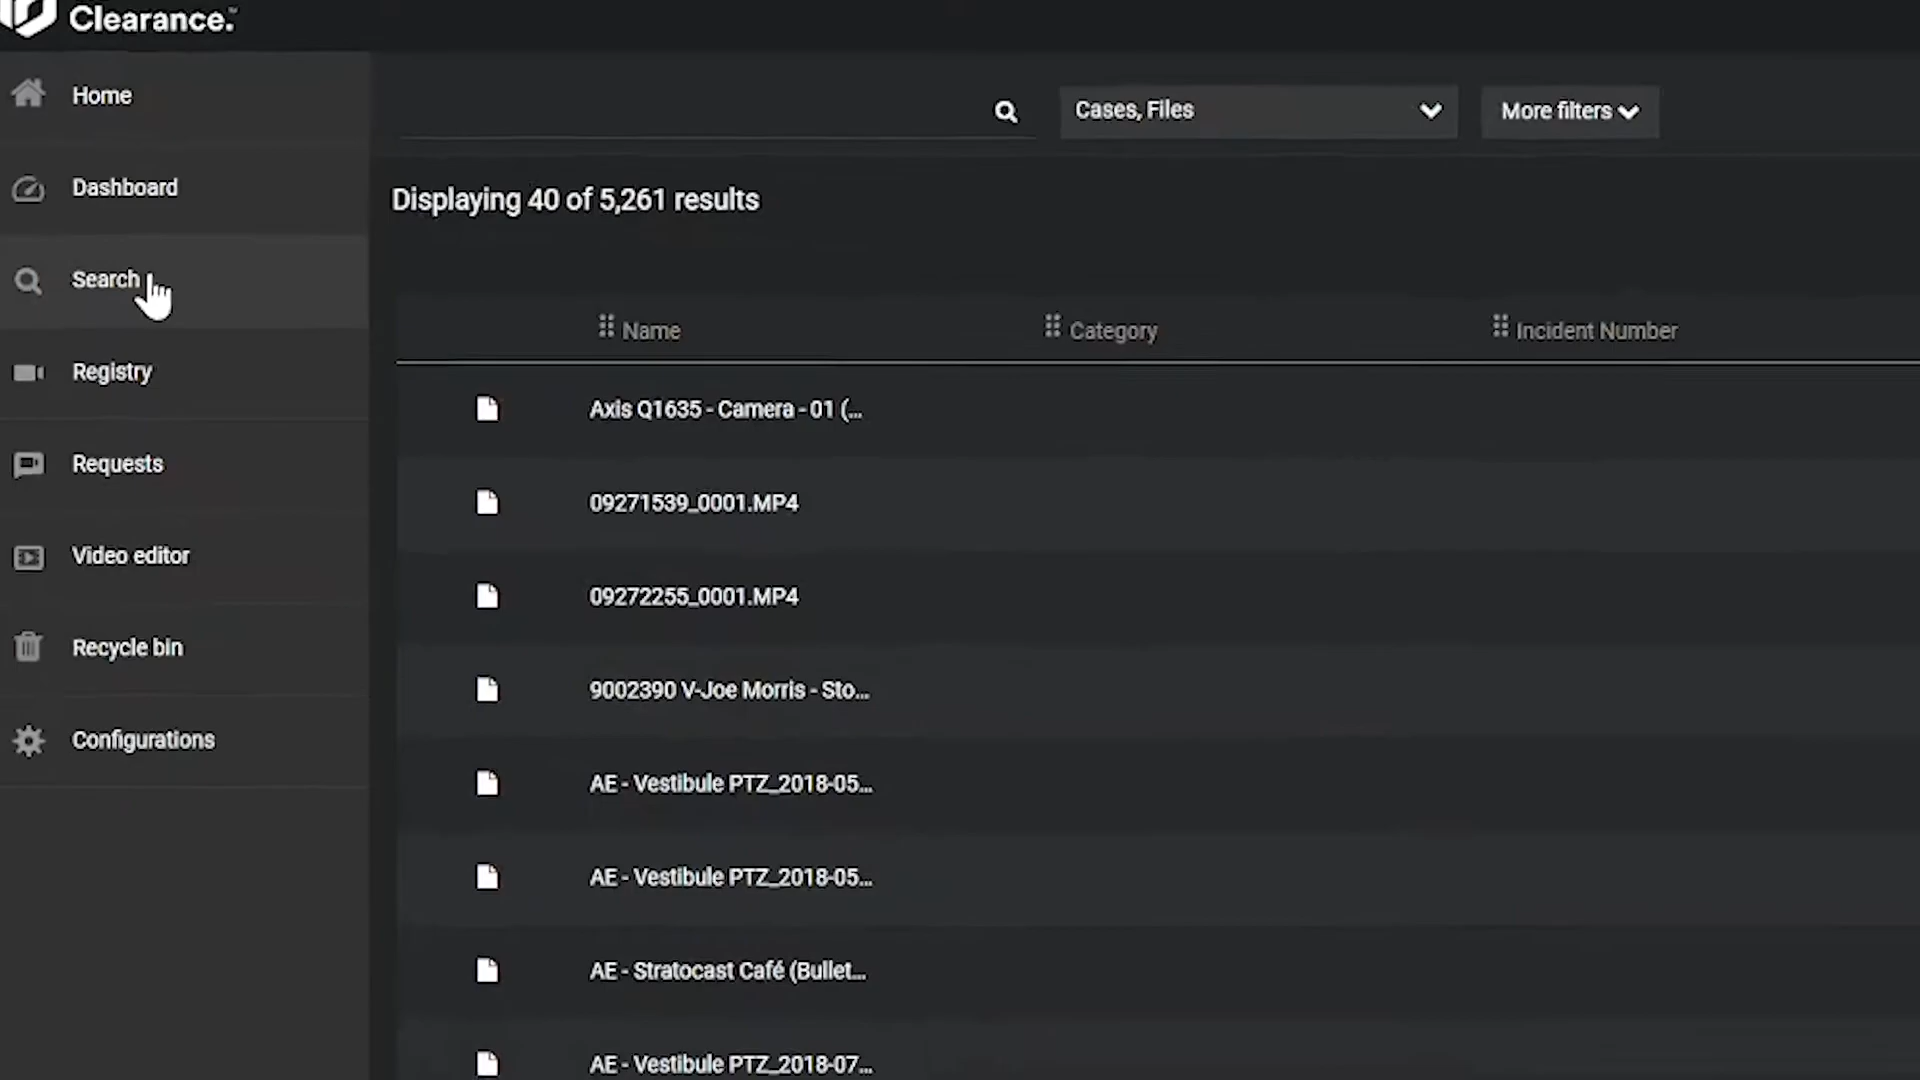 Clearance.™
Home
Dashboard
Search
Registry
Requests
Video editor
Recycle bin
Configurations
Cases, Files
More filters
Displaying 40 of 5,261 results
Name Category Incident Number
Axis Q1635 - Camera - 01 (...
09271539_0001.MP4
09272255_0001.MP4
9002390 V-Joe Morris - Sto...
AE - Vestibule PTZ_2018-05...
AE - Vestibule PTZ_2018-05...
AE - Stratocast Café (Bullet...
AE - Vestibule PTZ_2018-07...